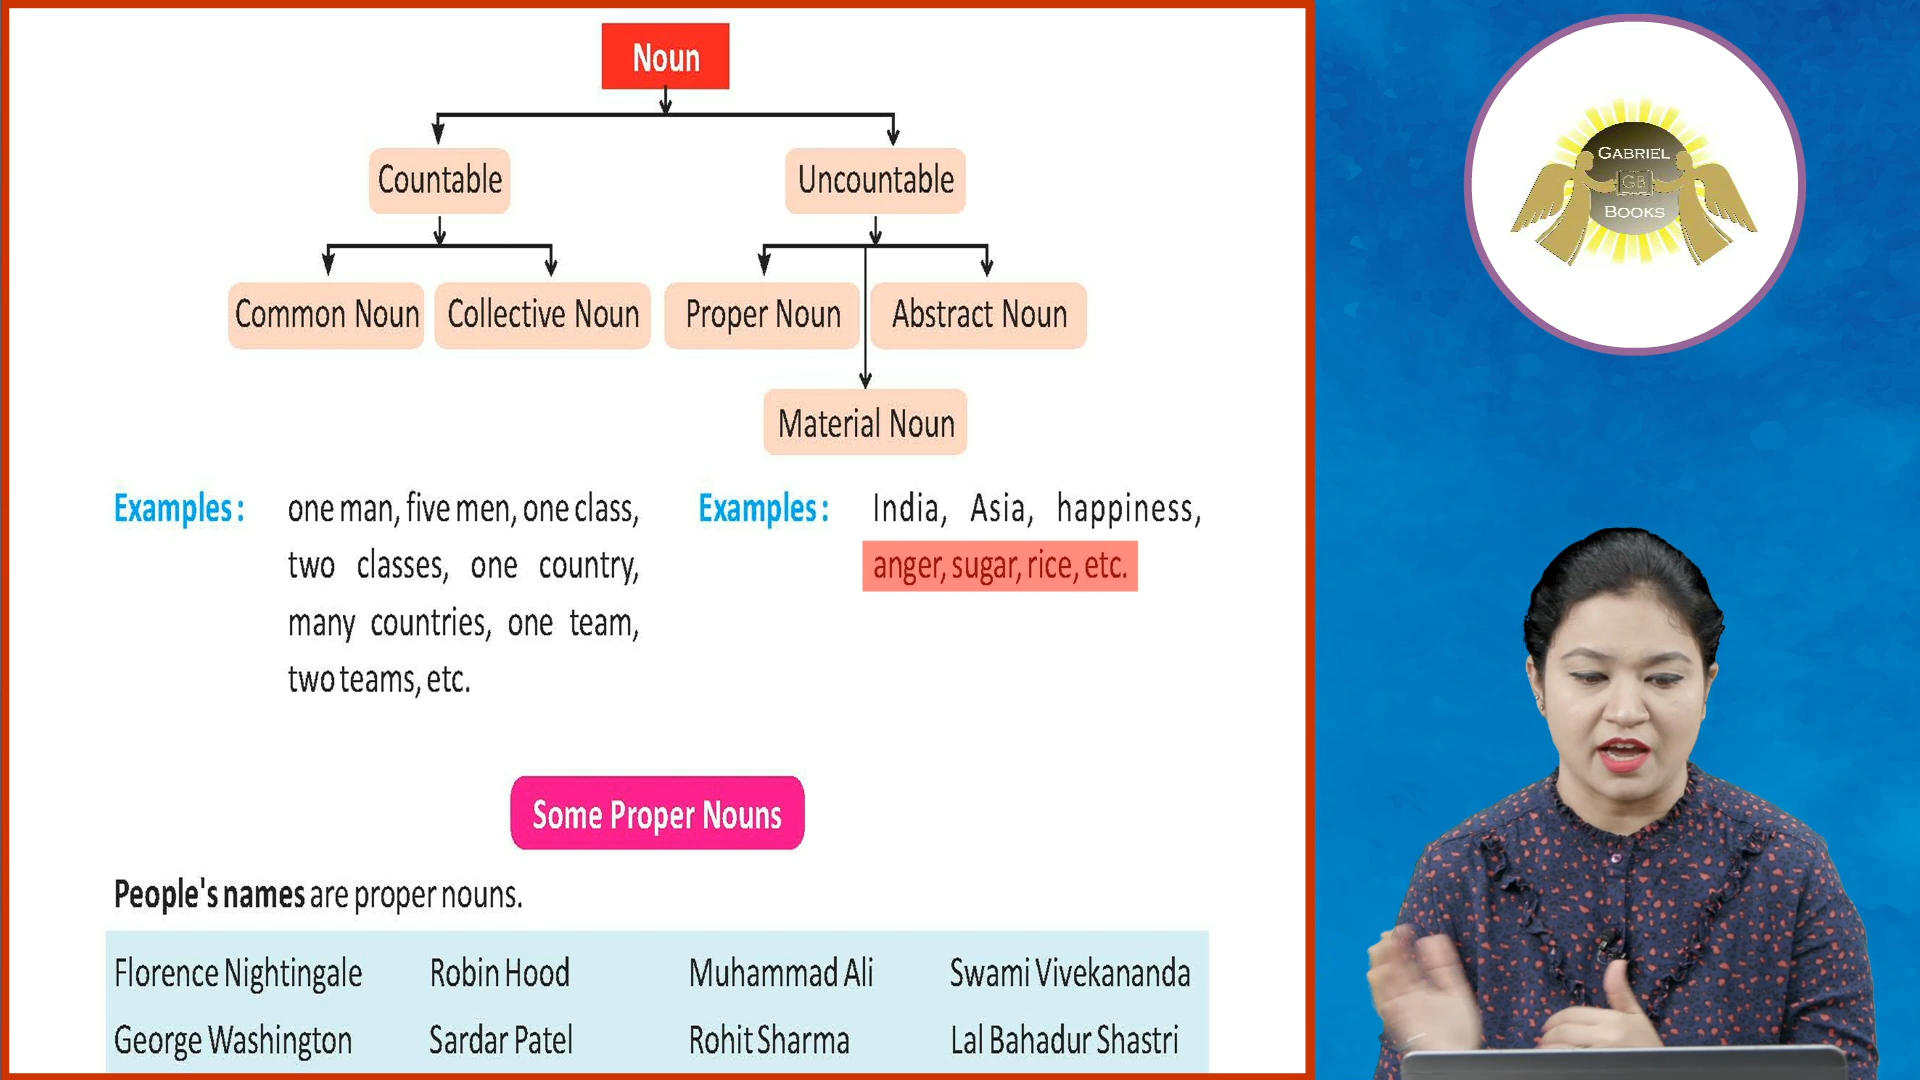 Noun
Countable
Uncountable
Common Noun
Collective Noun
Proper Noun
Abstract Noun
Material Noun
Examples :
one man, five men, one class,
two classes, one country,
many countries, one team,
two teams, etc.
Examples :
India, Asia, happiness,
anger, sugar, rice, etc.
Some Proper Nouns
People's names are proper nouns.
Florence Nightingale Robin Hood Muhammad Ali Swami Vivekananda
George Washington Sardar Patel Rohit Sharma Lal Bahadur Shastri
GABRIEL
GB
BOOKS